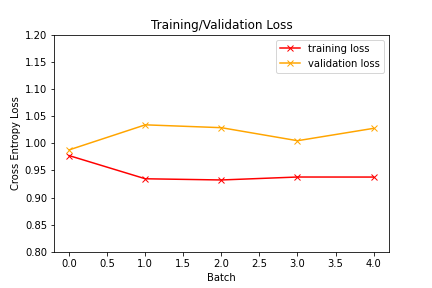 Training/Validation Loss
training loss
validation loss
Cross Entropy Loss
1.20
1.15
1.10
1.05
1.00
0.95
0.90
0.85
0.80
0.0 0.5 1.0 1.5 2.0 2.5 3.0 3.5 4.0
Batch